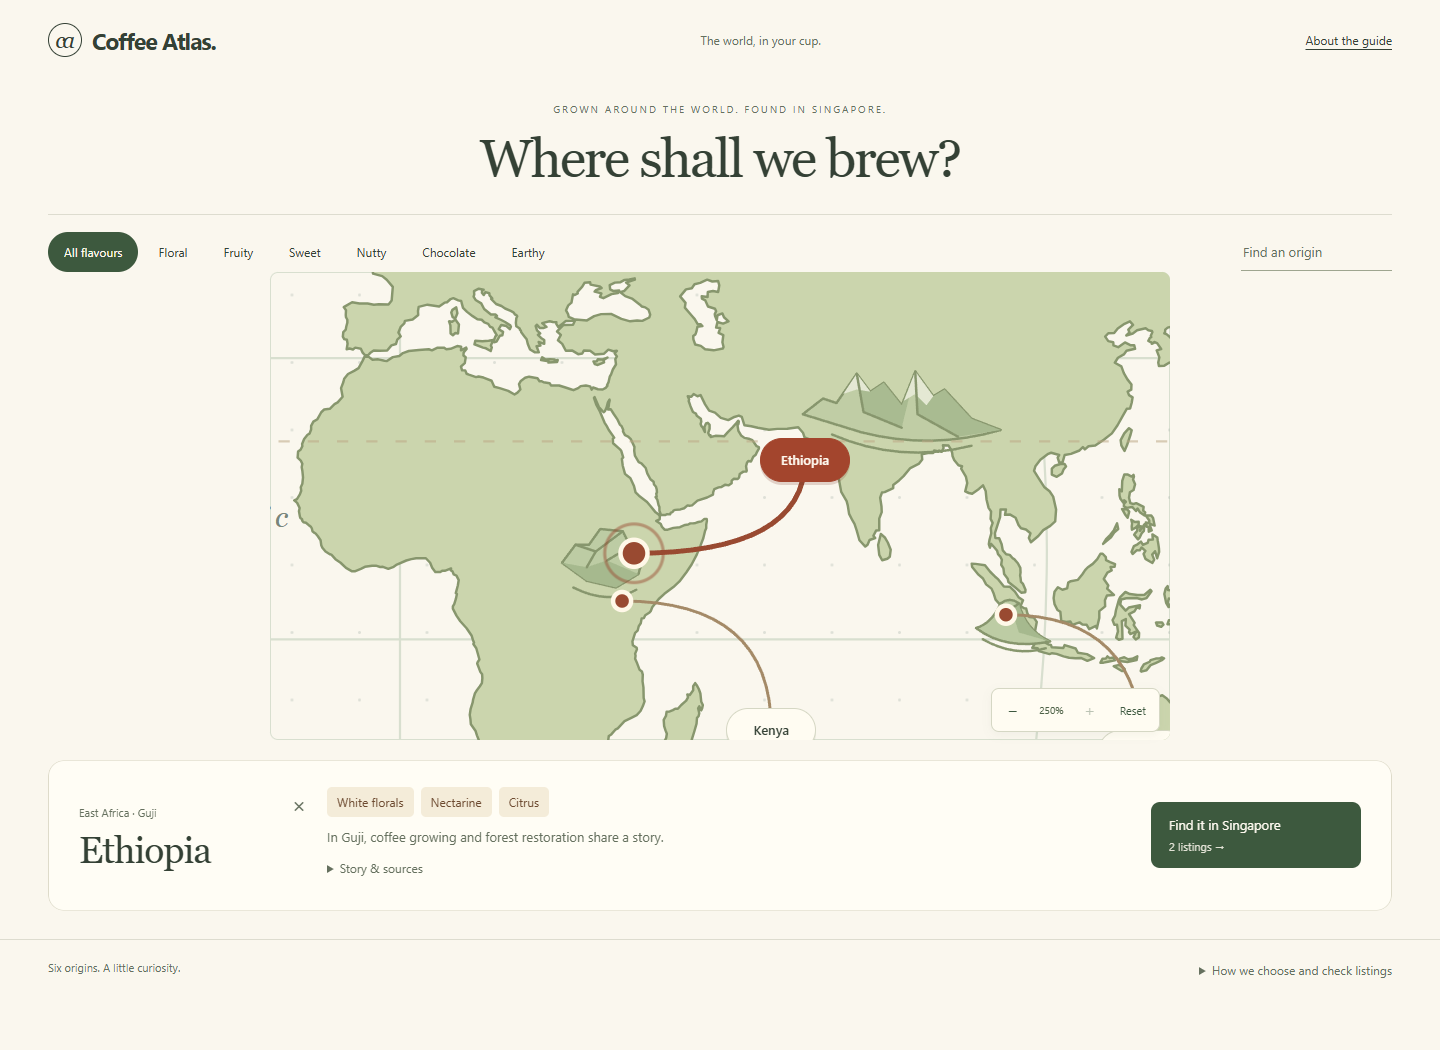 ca Coffee Atlas.
The world, in your cup.
About the guide
GROWN AROUND THE WORLD. FOUND IN SINGAPORE.
Where shall we brew?
All flavours Floral Fruity Sweet Nutty Chocolate Earthy
Find an origin
Ethiopia
c
Kenya
− 250% + Reset
East Africa · Guji
Ethiopia
×
White florals Nectarine Citrus
In Guji, coffee growing and forest restoration share a story.
▶ Story & sources
Find it in Singapore
2 listings →
Six origins. A little curiosity.
▶ How we choose and check listings